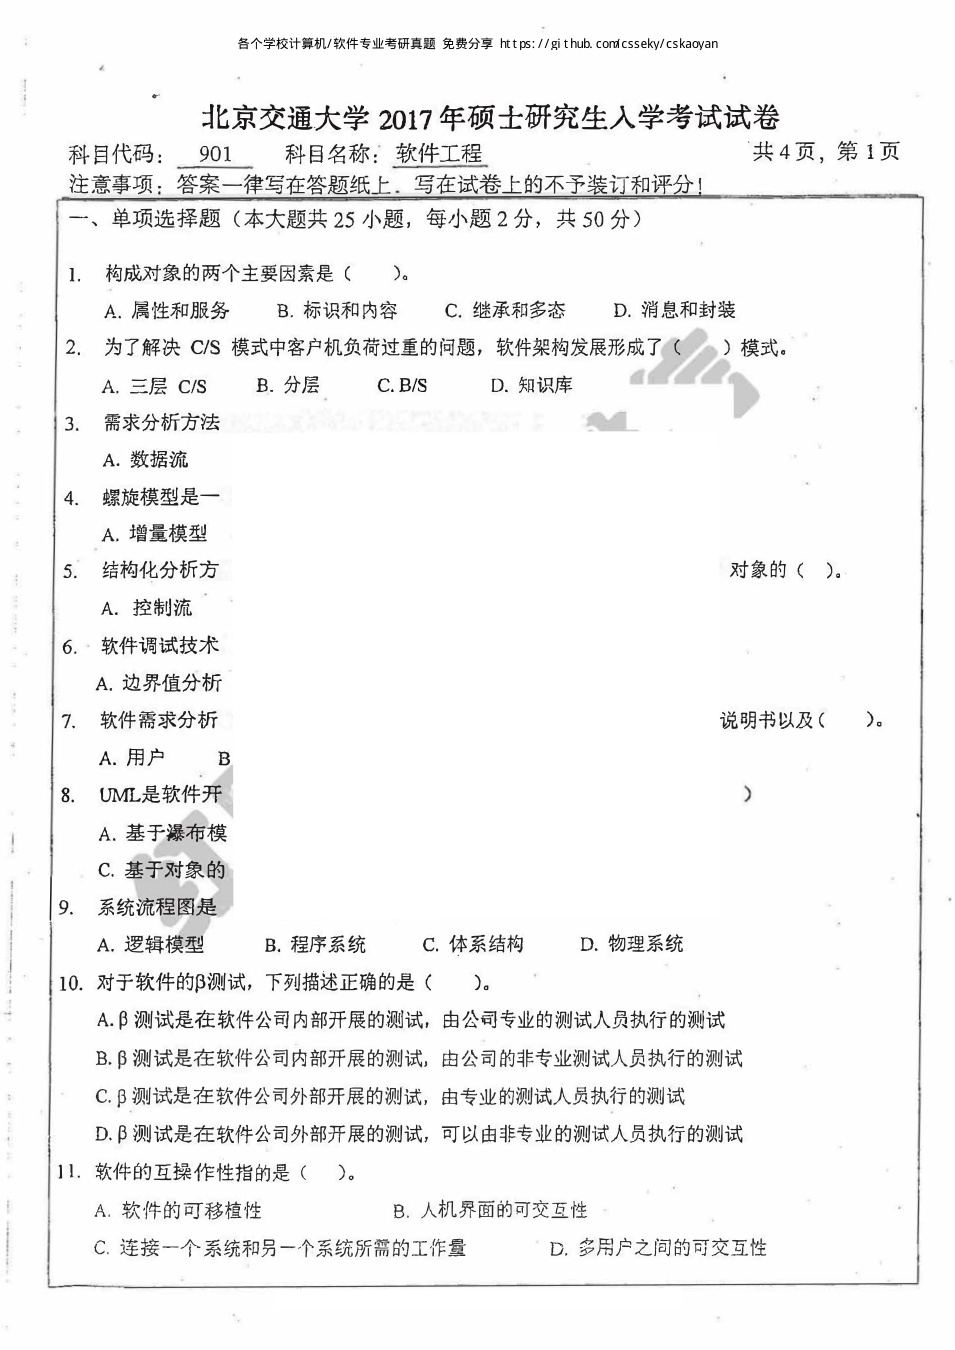 各个学校计算机/软件专业考研真题 免费分享 https://github.com/csseky/cskaoyan
北京交通大学 2017 年硕士研究生入学考试试卷
科目代码： 901 科目名称： 软件工程 共 4 页，第 1 页
注意事项：答案一律写在答题纸上．写在试卷上的不予装订和评分！
一、单项选择题（本大题共 25 小题，每小题 2 分，共 50 分）
1. 构成对象的两个主要因素是（ ）。
A. 属性和服务 B. 标识和内容 C. 继承和多态 D. 消息和封装
2. 为了解决 C/S 模式中客户机负荷过重的问题，软件架构发展形成了（ ）模式。
A. 三层 C/S B. 分层 C. B/S D. 知识库
3. 需求分析方法
A. 数据流
4. 螺旋模型是一
A. 增量模型
5. 结构化分析方 对象的（ ）。
A. 控制流
6. 软件调试技术
A. 边界值分析
7. 软件需求分析 说明书以及( )。
A. 用户 B
8. UML是软件开 ）
A. 基于瀑布模
C. 基于对象的
9. 系统流程图是
A. 逻辑模型 B. 程序系统 C. 体系结构 D. 物理系统
10. 对于软件的β测试，下列描述正确的是（ ）。
A. β 测试是在软件公司内部开展的测试，由公司专业的测试人员执行的测试
B. β 测试是在软件公司内部开展的测试，由公司的非专业测试人员执行的测试
C. β 测试是在软件公司外部开展的测试，由专业的测试人员执行的测试
D. β 测试是在软件公司外部开展的测试，可以由非专业的测试人员执行的测试
11. 软件的互操作性指的是（ ）。
A. 软件的可移植性 B. 人机界面的可交互性
C. 连接一个系统和另一个系统所需的工作量 D. 多用户之间的可交互性